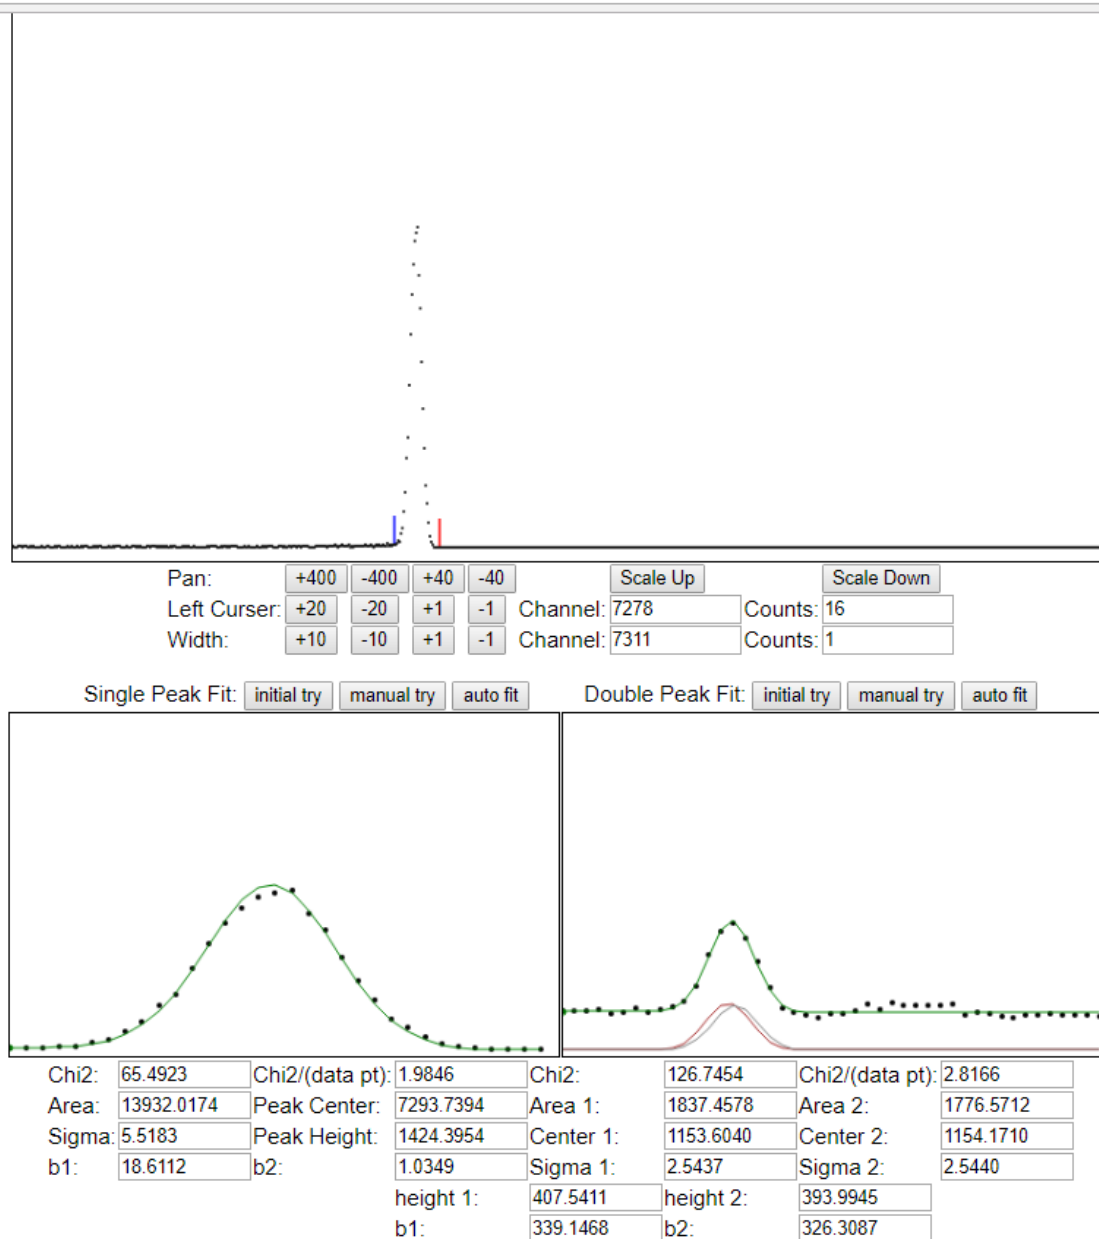 Pan: +400 -400 +40 -40 Scale Up Scale Down
Left Curser: +20 -20 +1 -1 Channel: 7278 Counts: 16
Width: +10 -10 +1 -1 Channel: 7311 Counts: 1
Single Peak Fit: initial try manual try auto fit Double Peak Fit: initial try manual try auto fit
Chi2: 65.4923 Chi2/(data pt): 1.9846 Chi2: 126.7454 Chi2/(data pt): 2.8166
Area: 13932.0174 Peak Center: 7293.7394 Area 1: 1837.4578 Area 2: 1776.5712
Sigma: 5.5183 Peak Height: 1424.3954 Center 1: 1153.6040 Center 2: 1154.1710
b1: 18.6112 b2: 1.0349 Sigma 1: 2.5437 Sigma 2: 2.5440
height 1: 407.5411 height 2: 393.9945
b1: 339.1468 b2: 326.3087